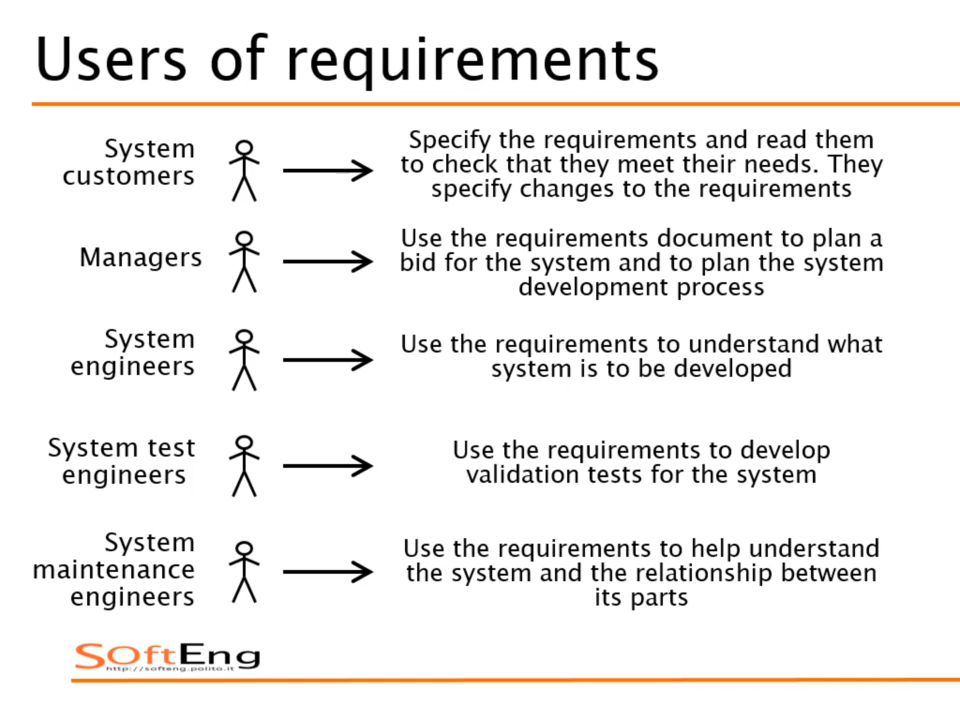 Users of requirements
System
customers
Specify the requirements and read them
to check that they meet their needs. They
specify changes to the requirements
Managers
Use the requirements document to plan a
bid for the system and to plan the system
development process
System
engineers
Use the requirements to understand what
system is to be developed
System test
engineers
Use the requirements to develop
validation tests for the system
System
maintenance
engineers
Use the requirements to help understand
the system and the relationship between
its parts
SOftEng
http://softeng.polito.it